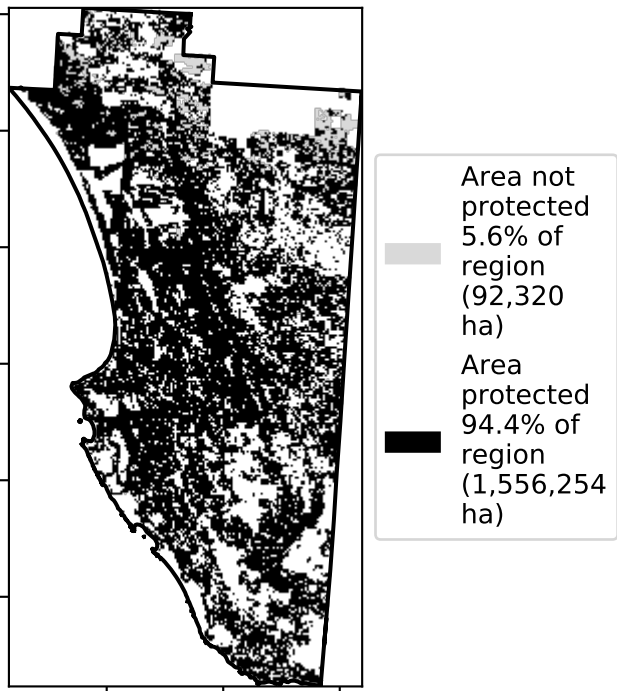 Area not
protected
5.6% of
region
(92,320
ha)
Area
protected
94.4% of
region
(1,556,254
ha)